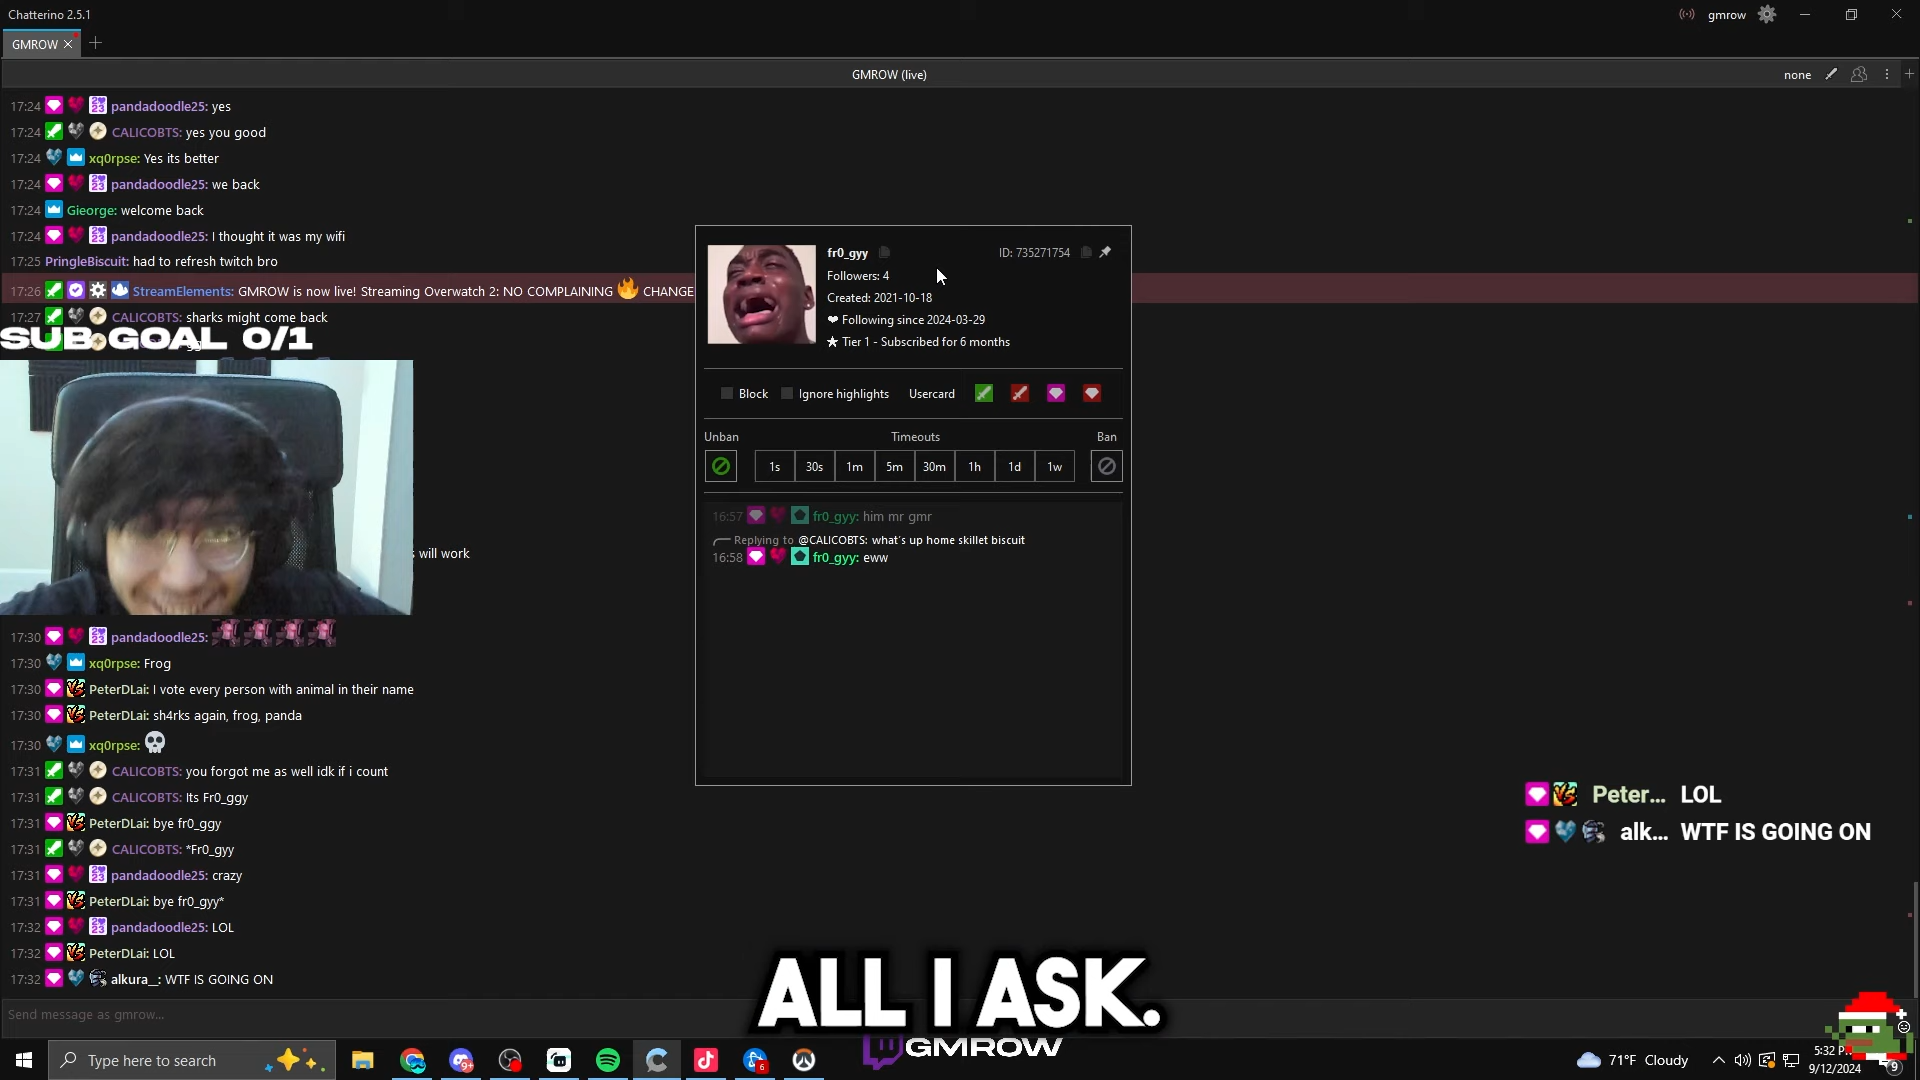 Chatterino 2.5.1
gmrow
GMROW
GMROW (live)
none
17:24 pandadoodle25: yes
17:24 CALICOBTS: yes you good
17:24 xq0rpse: Yes its better
17:24 pandadoodle25: we back
17:24 Gieorge: welcome back
17:24 pandadoodle25: I thought it was my wifi
17:25 PringleBiscuit: had to refresh twitch bro
17:26 StreamElements: GMROW is now live! Streaming Overwatch 2: NO COMPLAINING CHANGE
17:27 CALICOBTS: sharks might come back
SUB GOAL 0/1
will work
17:30 pandadoodle25:
17:30 xq0rpse: Frog
17:30 PeterDLai: I vote every person with animal in their name
17:30 PeterDLai: sh4rks again, frog, panda
17:30 xq0rpse:
17:31 CALICOBTS: you forgot me as well idk if i count
17:31 CALICOBTS: Its Fr0_ggy
17:31 PeterDLai: bye fr0_ggy
17:31 CALICOBTS: *Fr0_gyy
17:31 pandadoodle25: crazy
17:31 PeterDLai: bye fr0_gyy*
17:32 pandadoodle25: LOL
17:32 PeterDLai: LOL
17:32 alkura_: WTF IS GOING ON
Send message as gmrow...
fr0_gyy
ID: 735271754
Followers: 4
Created: 2021-10-18
Following since 2024-03-29
Tier 1 - Subscribed for 6 months
Block Ignore highlights Usercard
Unban Timeouts Ban
1s 30s 1m 5m 30m 1h 1d 1w
16:57 fr0_gyy: him mr gmr
Replying to @CALICOBTS: what's up home skillet biscuit
16:58 fr0_gyy: eww
Peter... LOL
alk... WTF IS GOING ON
ALL I ASK.
GMROW
Type here to search
71°F Cloudy
9/12/2024